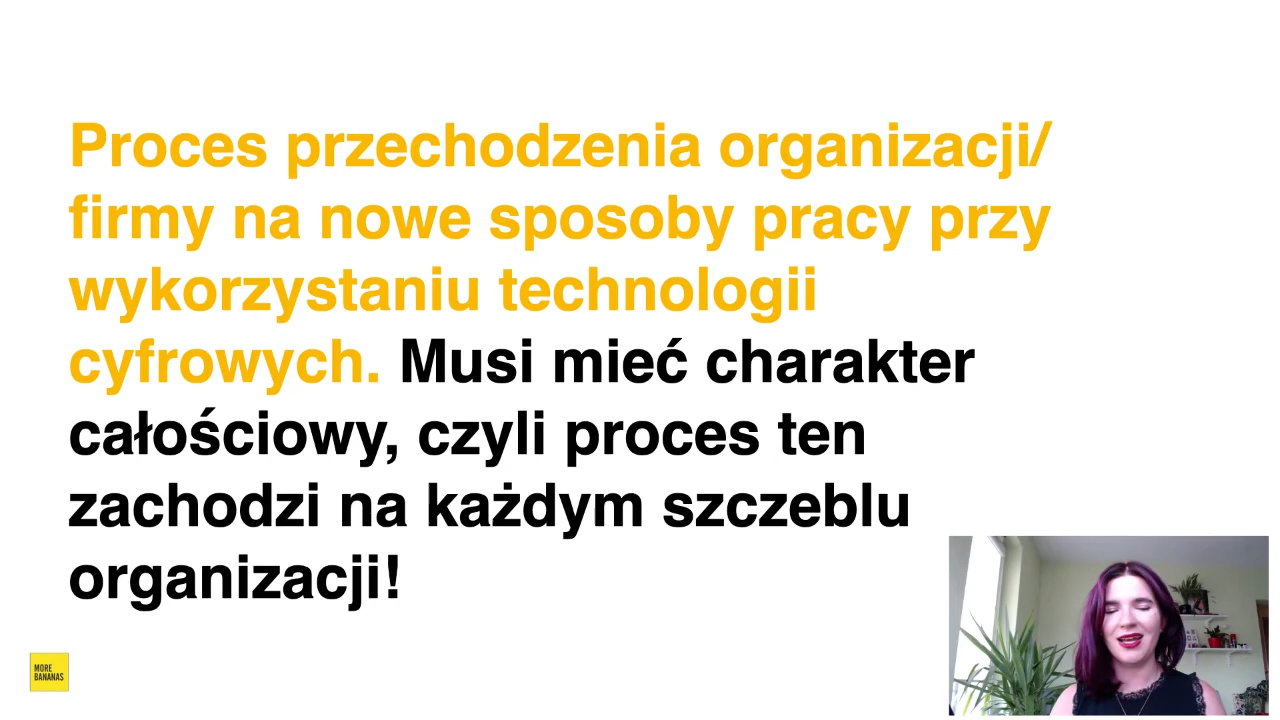 Proces przechodzenia organizacji/
firmy na nowe sposoby pracy przy
wykorzystaniu technologii
cyfrowych. Musi mieć charakter
całościowy, czyli proces ten
zachodzi na każdym szczeblu
organizacji!
MORE
BANANAS